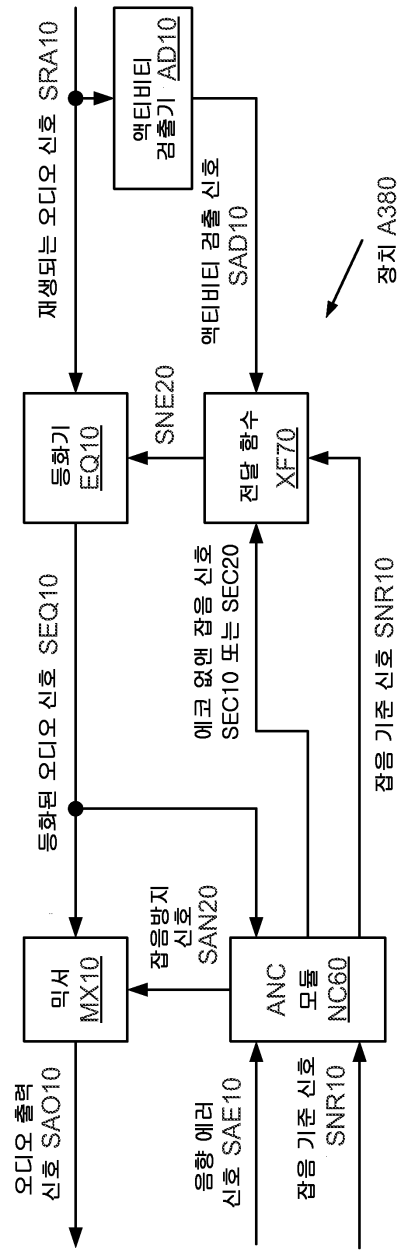 재생되는 오디오 신호 SRA10
액티비티
검출기 AD10
액티비티 검출 신호
SAD10
장치 A380
등화기
EQ10
SNE20
전달 함수
XF70
등화된 오디오 신호 SEQ10
에코 없앤 잡음 신호
SEC10 또는 SEC20
잡음 기준 신호 SNR10
믹서
MX10
잡음방지
신호
SAN20
ANC
모듈
NC60
오디오 출력
신호 SAO10
음향 에러
신호 SAE10
잡음 기준 신호
SNR10